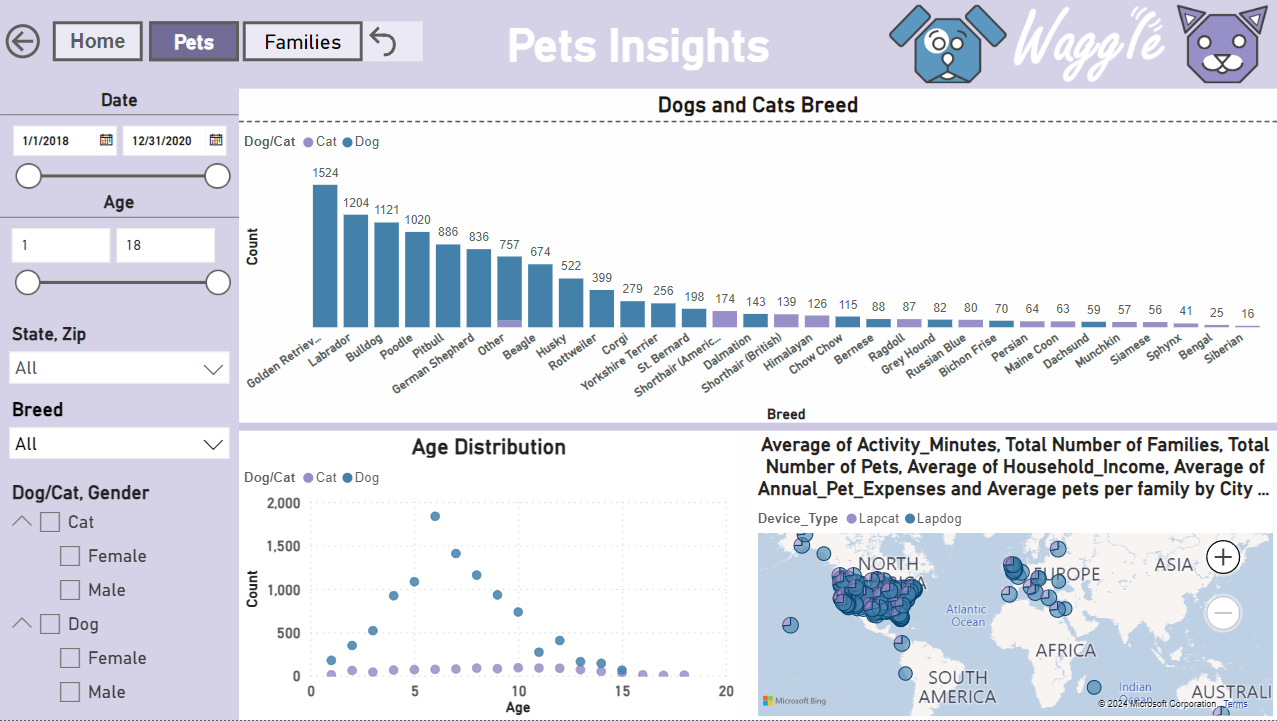 Home
Pets
Families
Pets Insights
Waggle
Date
1/1/2018
12/31/2020
Age
1
18
State, Zip
All
Breed
All
Dog/Cat, Gender
Cat
Female
Male
Dog
Female
Male
Dogs and Cats Breed
Dog/Cat Cat Dog
Count
1524
1204
1121
1020
886
836
757
674
522
399
279
256
198
174
143
139
126
115
88
87
82
80
70
64
63
59
57
56
41
25
16
Golden Retriev...
Labrador
Bulldog
Poodle
Pitbull
German Shepherd
Other
Beagle
Husky
Rottweiler
Corgi
Yorkshire Terrier
St. Bernard
Shorthair (Americ...
Dalmation
Shorthair (British)
Himalayan
Chow Chow
Bernese
Ragdoll
Grey Hound
Russian Blue
Bichon Frise
Persian
Maine Coon
Dachsund
Munchkin
Siamese
Sphynx
Bengal
Siberian
Breed
Age Distribution
Dog/Cat Cat Dog
Count
2,000
1,500
1,000
500
0
0 5 10 15 20
Age
Average of Activity_Minutes, Total Number of Families, Total
Number of Pets, Average of Household_Income, Average of
Annual_Pet_Expenses and Average pets per family by City ...
Device_Type Lapcat Lapdog
NORTH
EUROPE
ASIA
Atlantic
Ocean
AFRICA
SOUTH
AMERICA
Indian
Ocean
AUSTRALI
Microsoft Bing
© 2024 Microsoft Corporation Terms